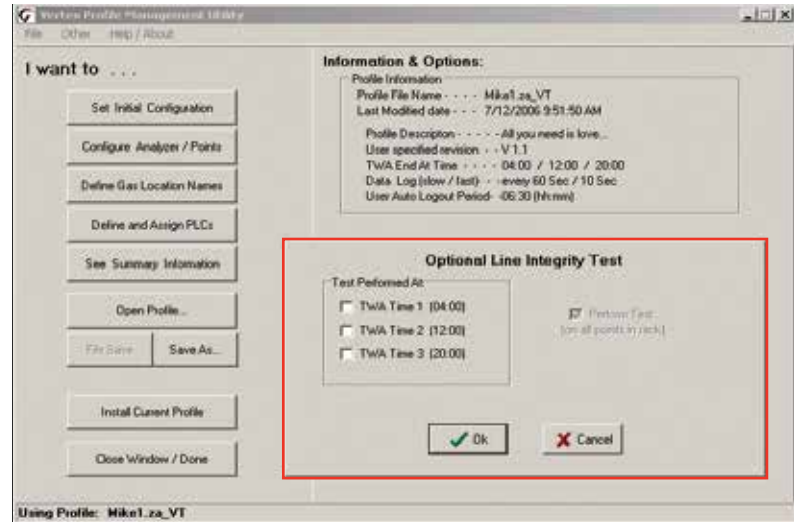 Vertex Profile Management Utility
File Other Help / About
I want to . . .
Set Initial Configuration
Configure Analyzer / Points
Define Gas Location Names
Define and Assign PLCs
See Summary Information
Open Profile...
File Save
Save As...
Install Current Profile
Close Window / Done
Information & Options:
Profile Information
Profile File Name - - - - Mike1.za_VT
Last Modified date - - - 7/12/2006 9:51:50 AM
Profile Description - - - - - All you need is love...
User specified revision - - V 1.1
TWA End At Time - - - - 04:00 / 12:00 / 20:00
Data Log (slow / fast) - - every 60 Sec / 10 Sec
User Auto Logout Period- -06:30 (hh:mm)
Optional Line Integrity Test
Test Performed At:
TWA Time 1 (04:00)
TWA Time 2 (12:00)
TWA Time 3 (20:00)
Perform Test
(on all points in rack)
Ok
Cancel
Using Profile: Mike1.za_VT